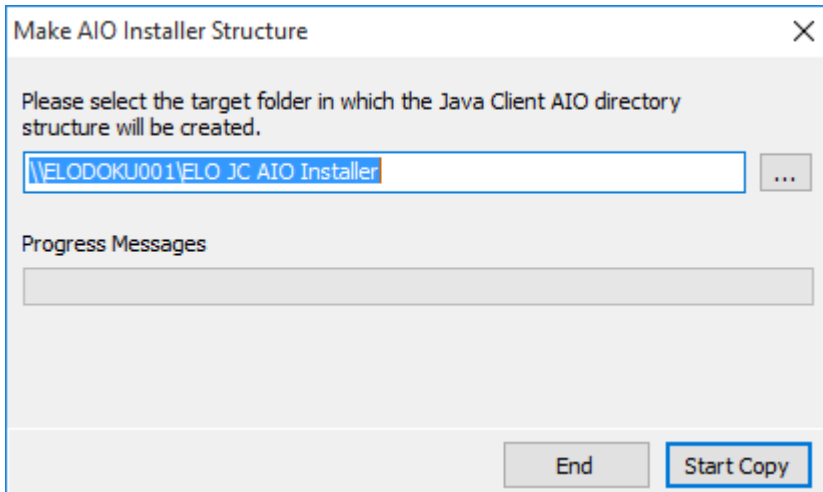 Make AIO Installer Structure
Please select the target folder in which the Java Client AIO directory
structure will be created.
\\ELODOKU001\ELO JC AIO Installer
...
Progress Messages
End
Start Copy